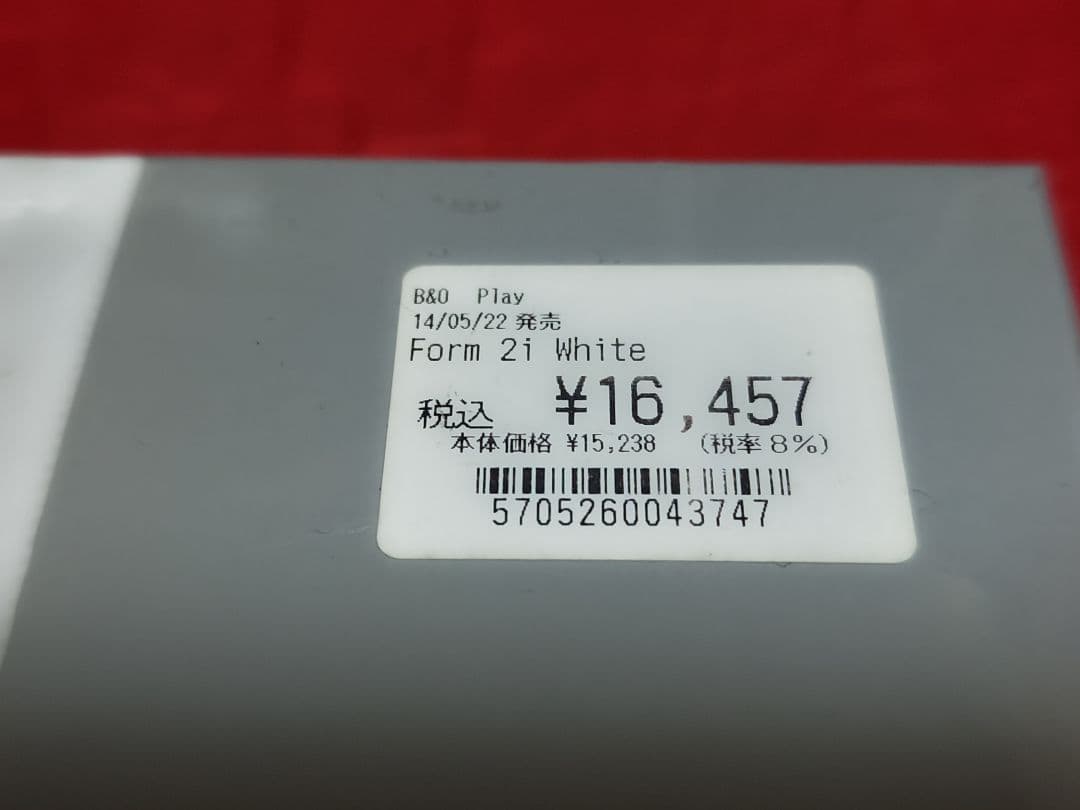 B&O Play
14/05/22 発売
Form 2i White
税込 ¥16,457
本体価格 ¥15,238 (税率8%)
5705260043747